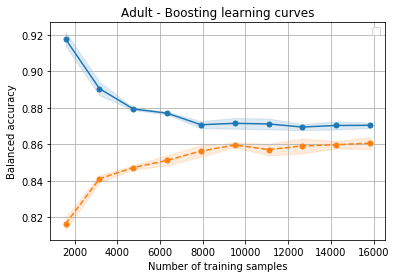 Adult - Boosting learning curves
Balanced accuracy
0.92
0.90
0.88
0.86
0.84
0.82
2000 4000 6000 8000 10000 12000 14000 16000
Number of training samples